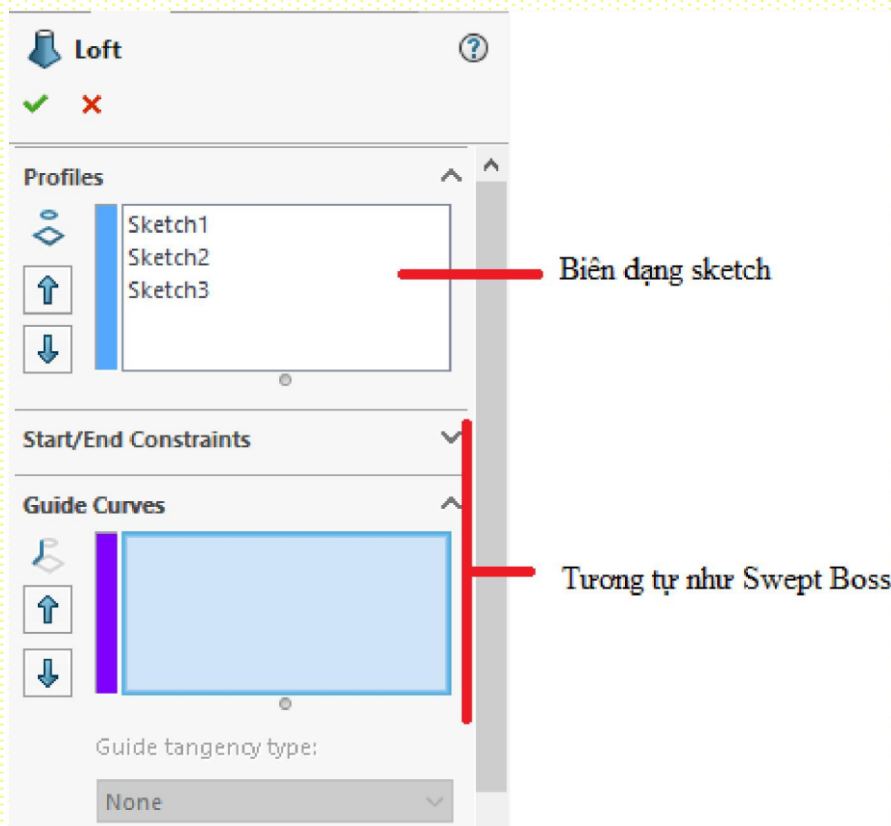 Loft
Profiles
Sketch1
Sketch2
Sketch3
Biên dạng sketch
Start/End Constraints
Guide Curves
Tương tự như Swept Boss
Guide tangency type:
None